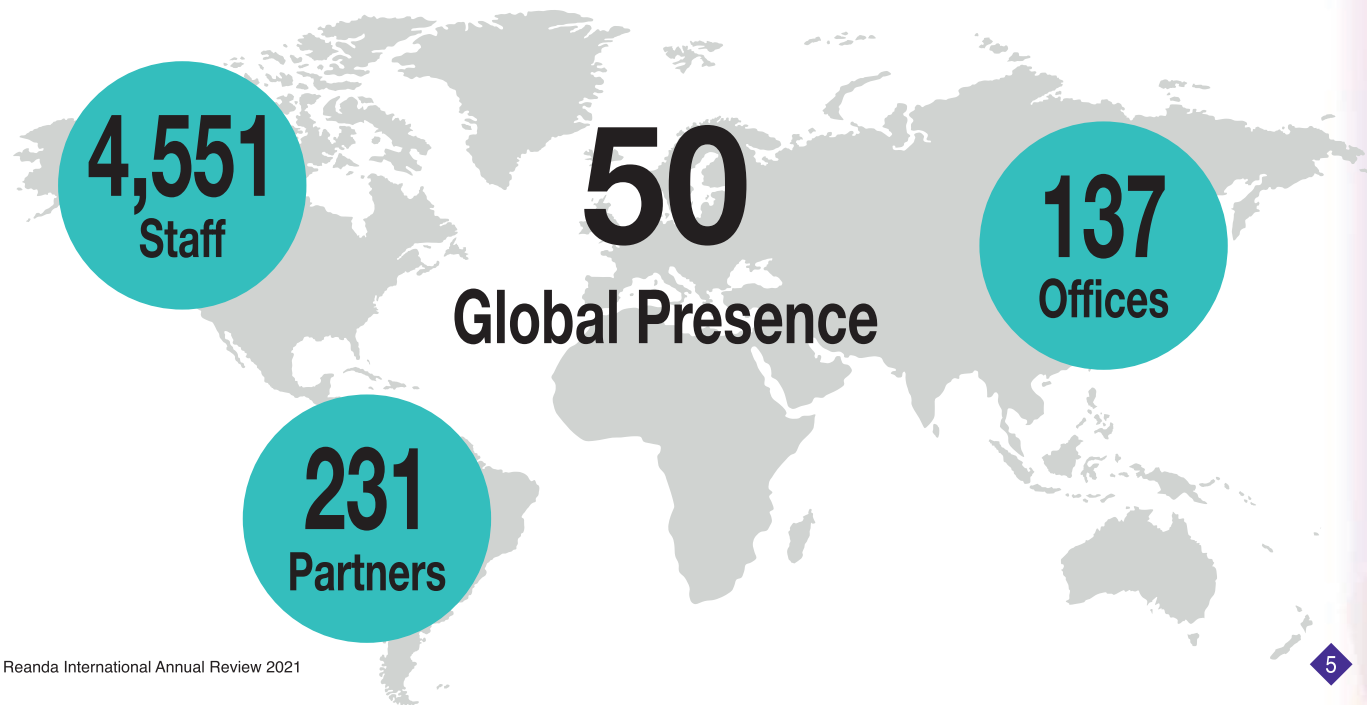 4,551
Staff
50
Global Presence
137
Offices
231
Partners
Reanda International Annual Review 2021
5